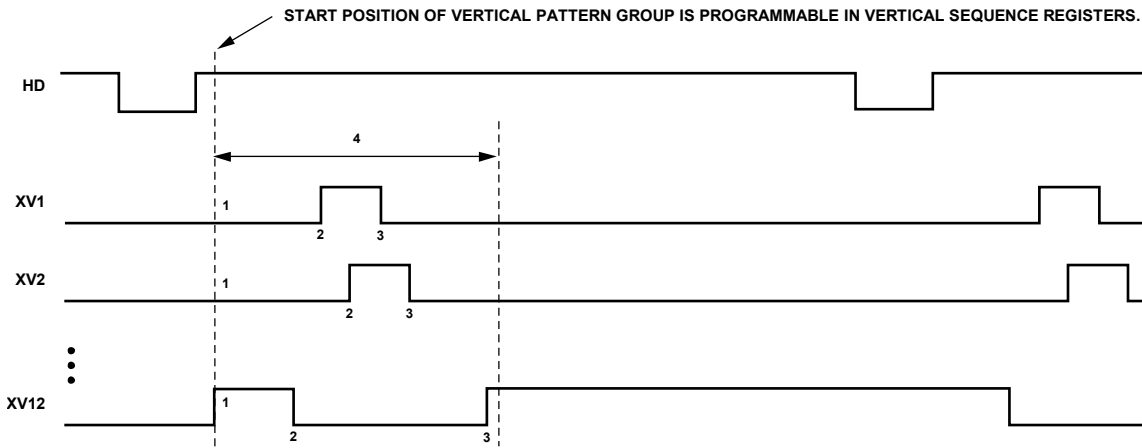 START POSITION OF VERTICAL PATTERN GROUP IS PROGRAMMABLE IN VERTICAL SEQUENCE REGISTERS.
HD
4
XV1
1
2 3
XV2
1
2 3
XV12
1
2 3